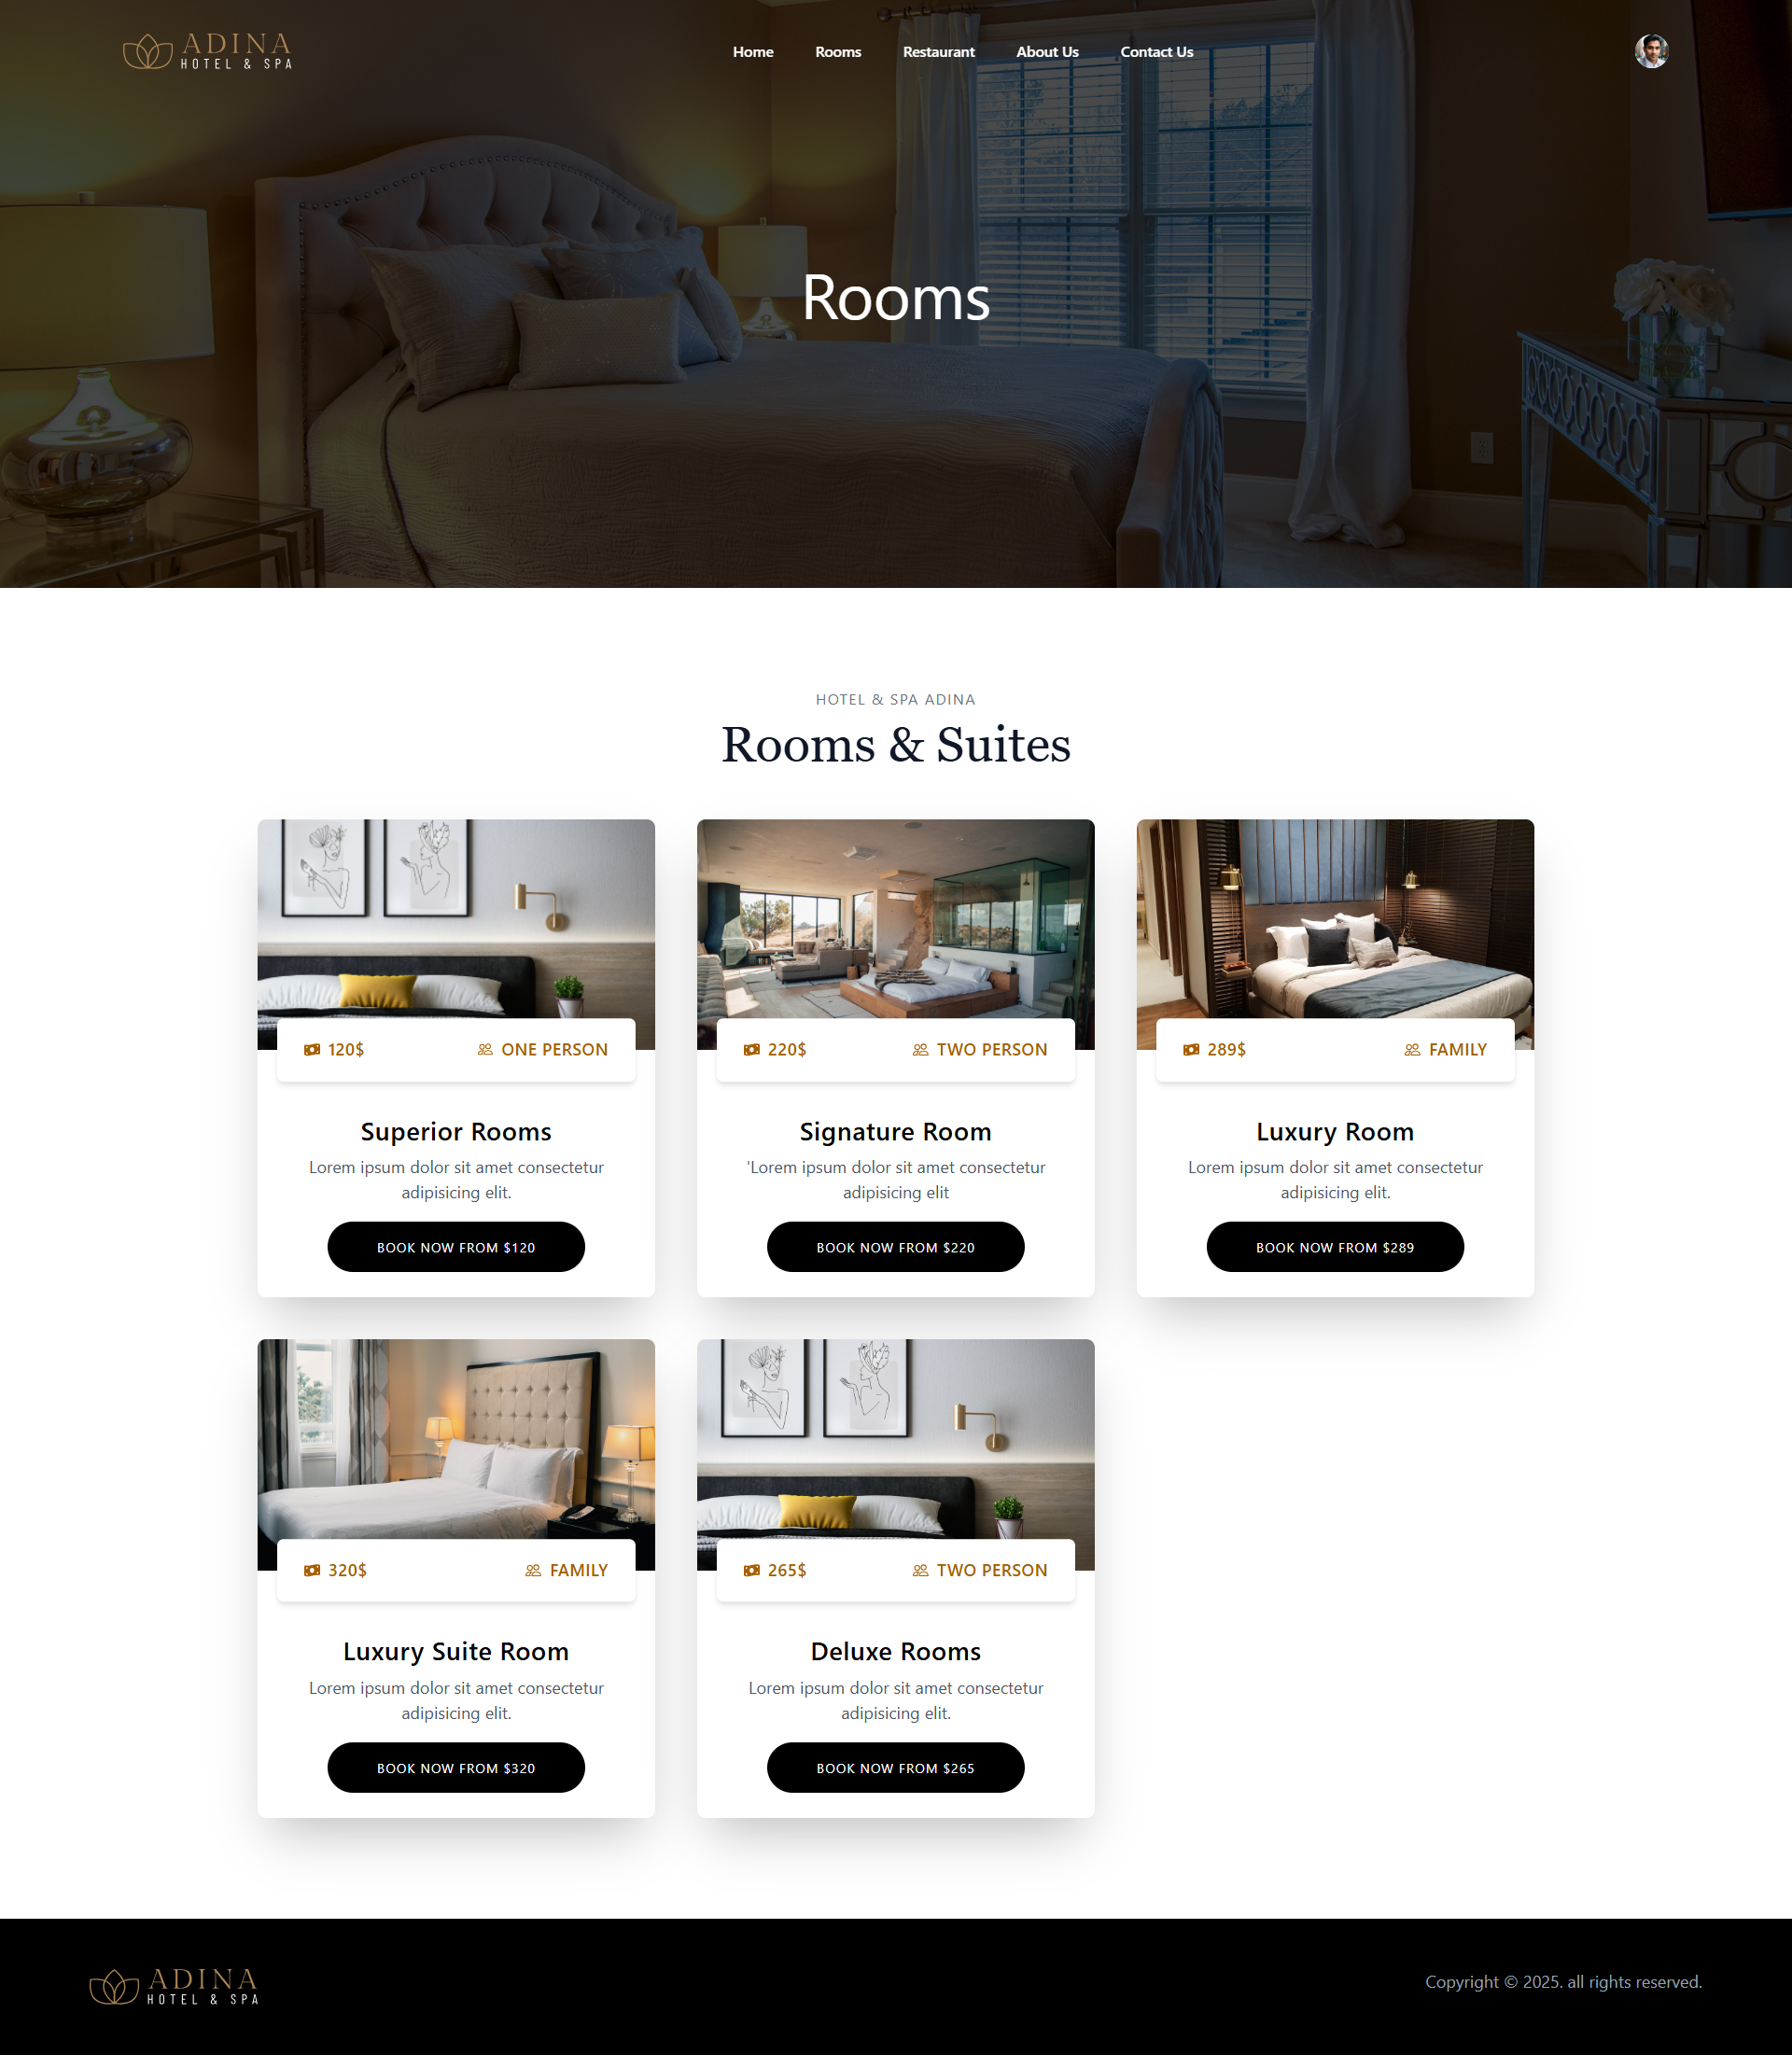 ADINA
HOTEL & SPA
Home Rooms Restaurant About Us Contact Us
Rooms
HOTEL & SPA ADINA
Rooms & Suites
120$ ONE PERSON
Superior Rooms
Lorem ipsum dolor sit amet consectetur
adipisicing elit.
BOOK NOW FROM $120
220$ TWO PERSON
Signature Room
'Lorem ipsum dolor sit amet consectetur
adipisicing elit
BOOK NOW FROM $220
289$ FAMILY
Luxury Room
Lorem ipsum dolor sit amet consectetur
adipisicing elit.
BOOK NOW FROM $289
320$ FAMILY
Luxury Suite Room
Lorem ipsum dolor sit amet consectetur
adipisicing elit.
BOOK NOW FROM $320
265$ TWO PERSON
Deluxe Rooms
Lorem ipsum dolor sit amet consectetur
adipisicing elit.
BOOK NOW FROM $265
ADINA
HOTEL & SPA
Copyright © 2025. all rights reserved.